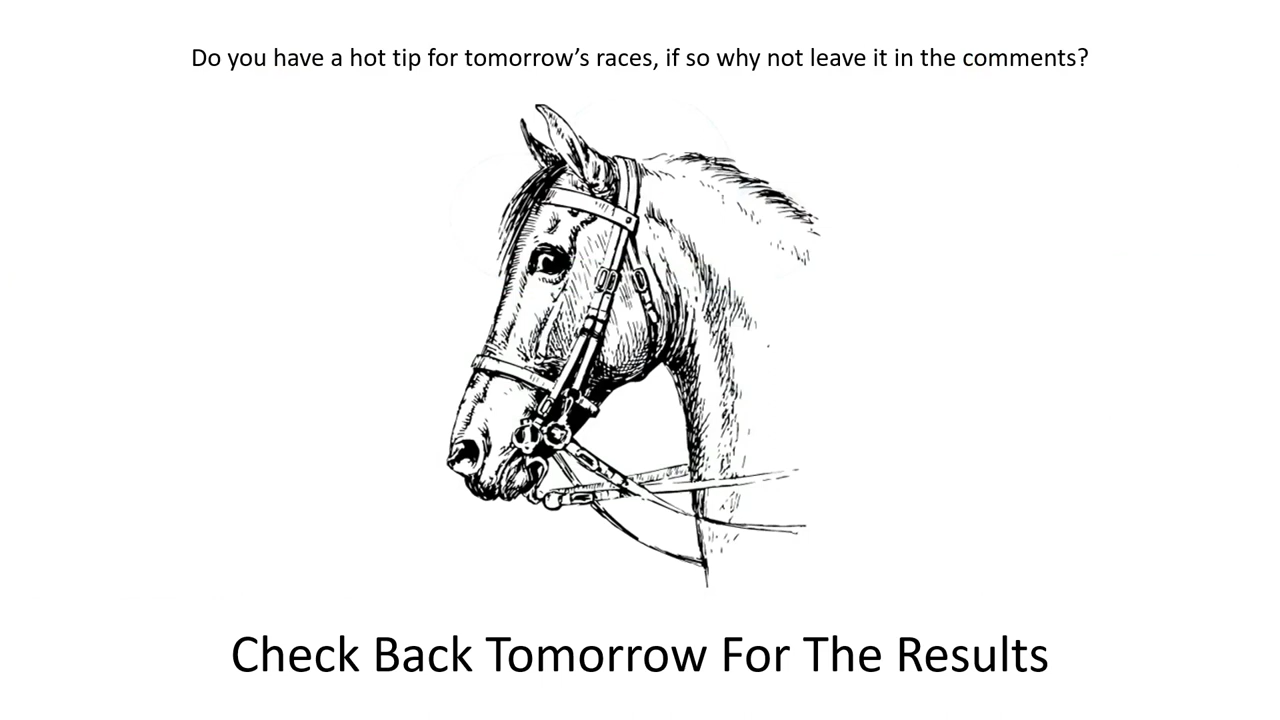 Do you have a hot tip for tomorrow’s races, if so why not leave it in the comments?
Check Back Tomorrow For The Results